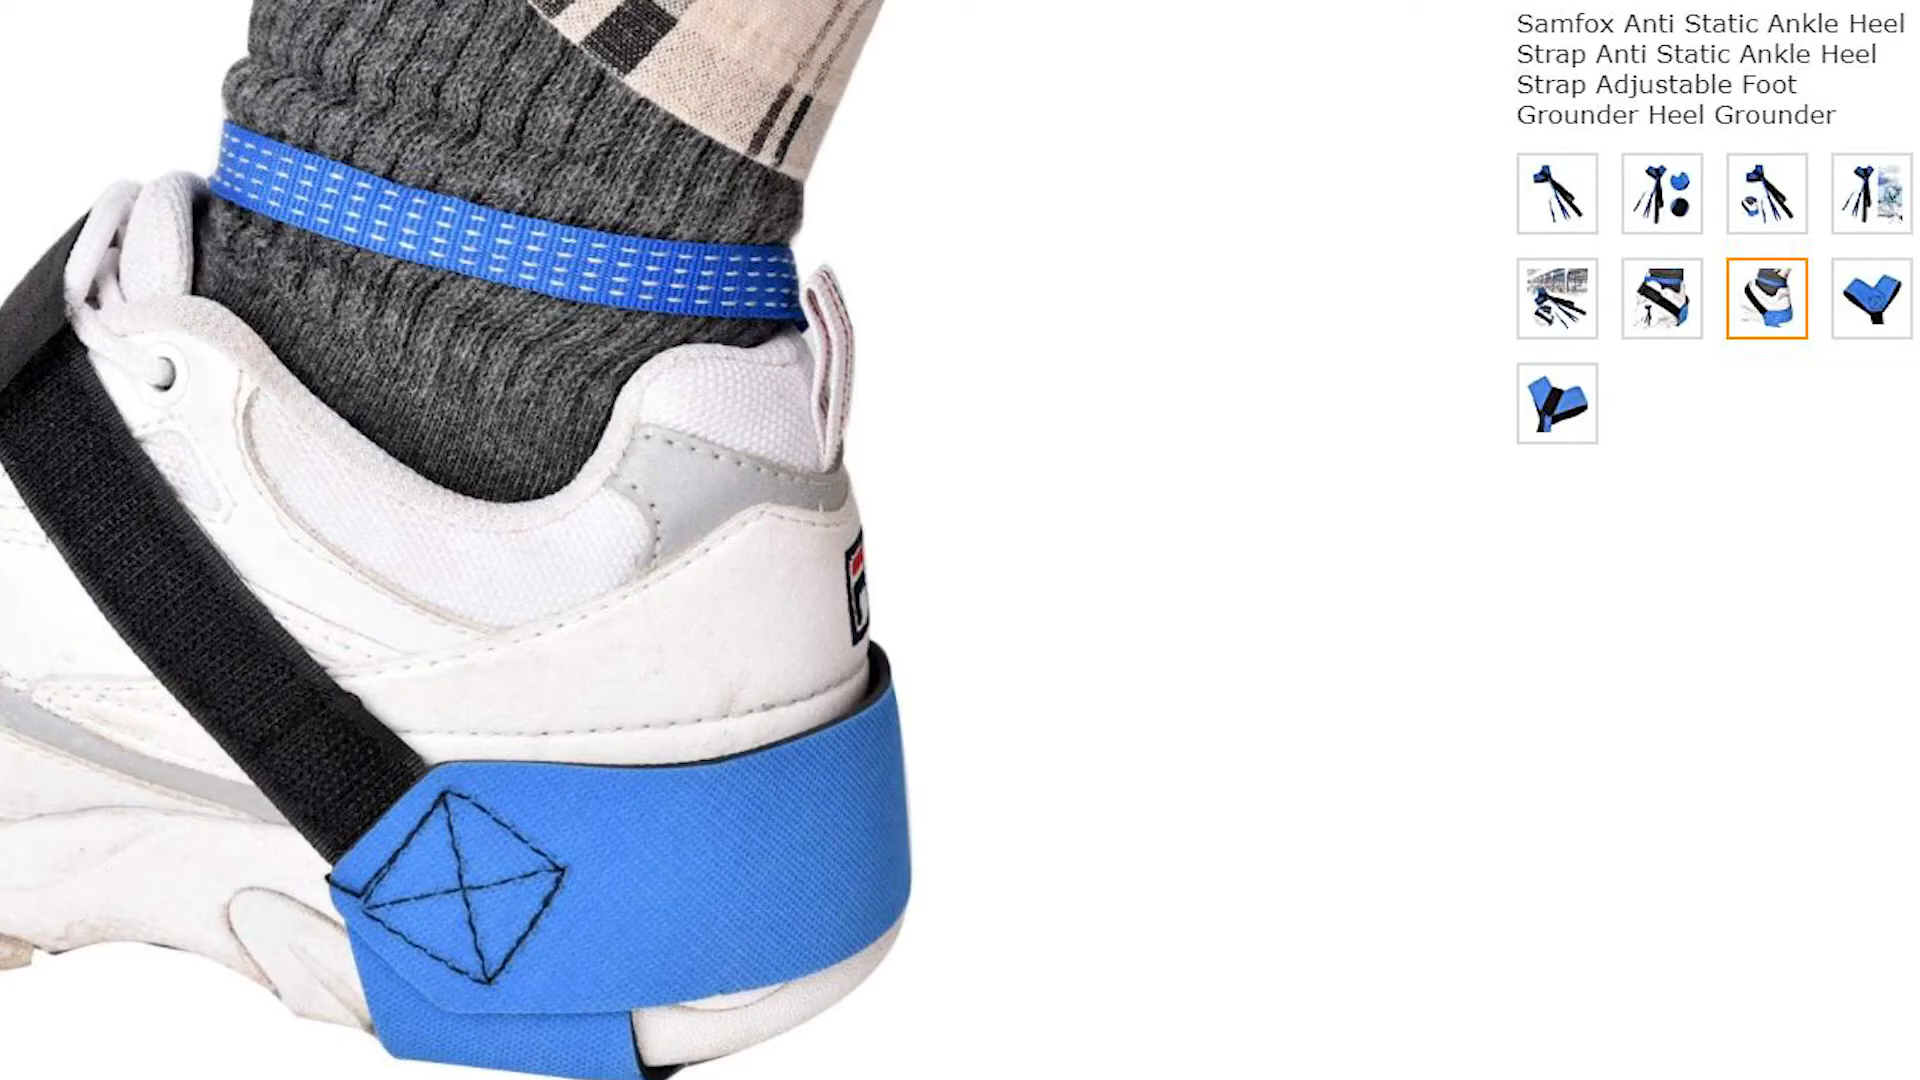 Samfox Anti Static Ankle Heel
Strap Anti Static Ankle Heel
Strap Adjustable Foot
Grounder Heel Grounder